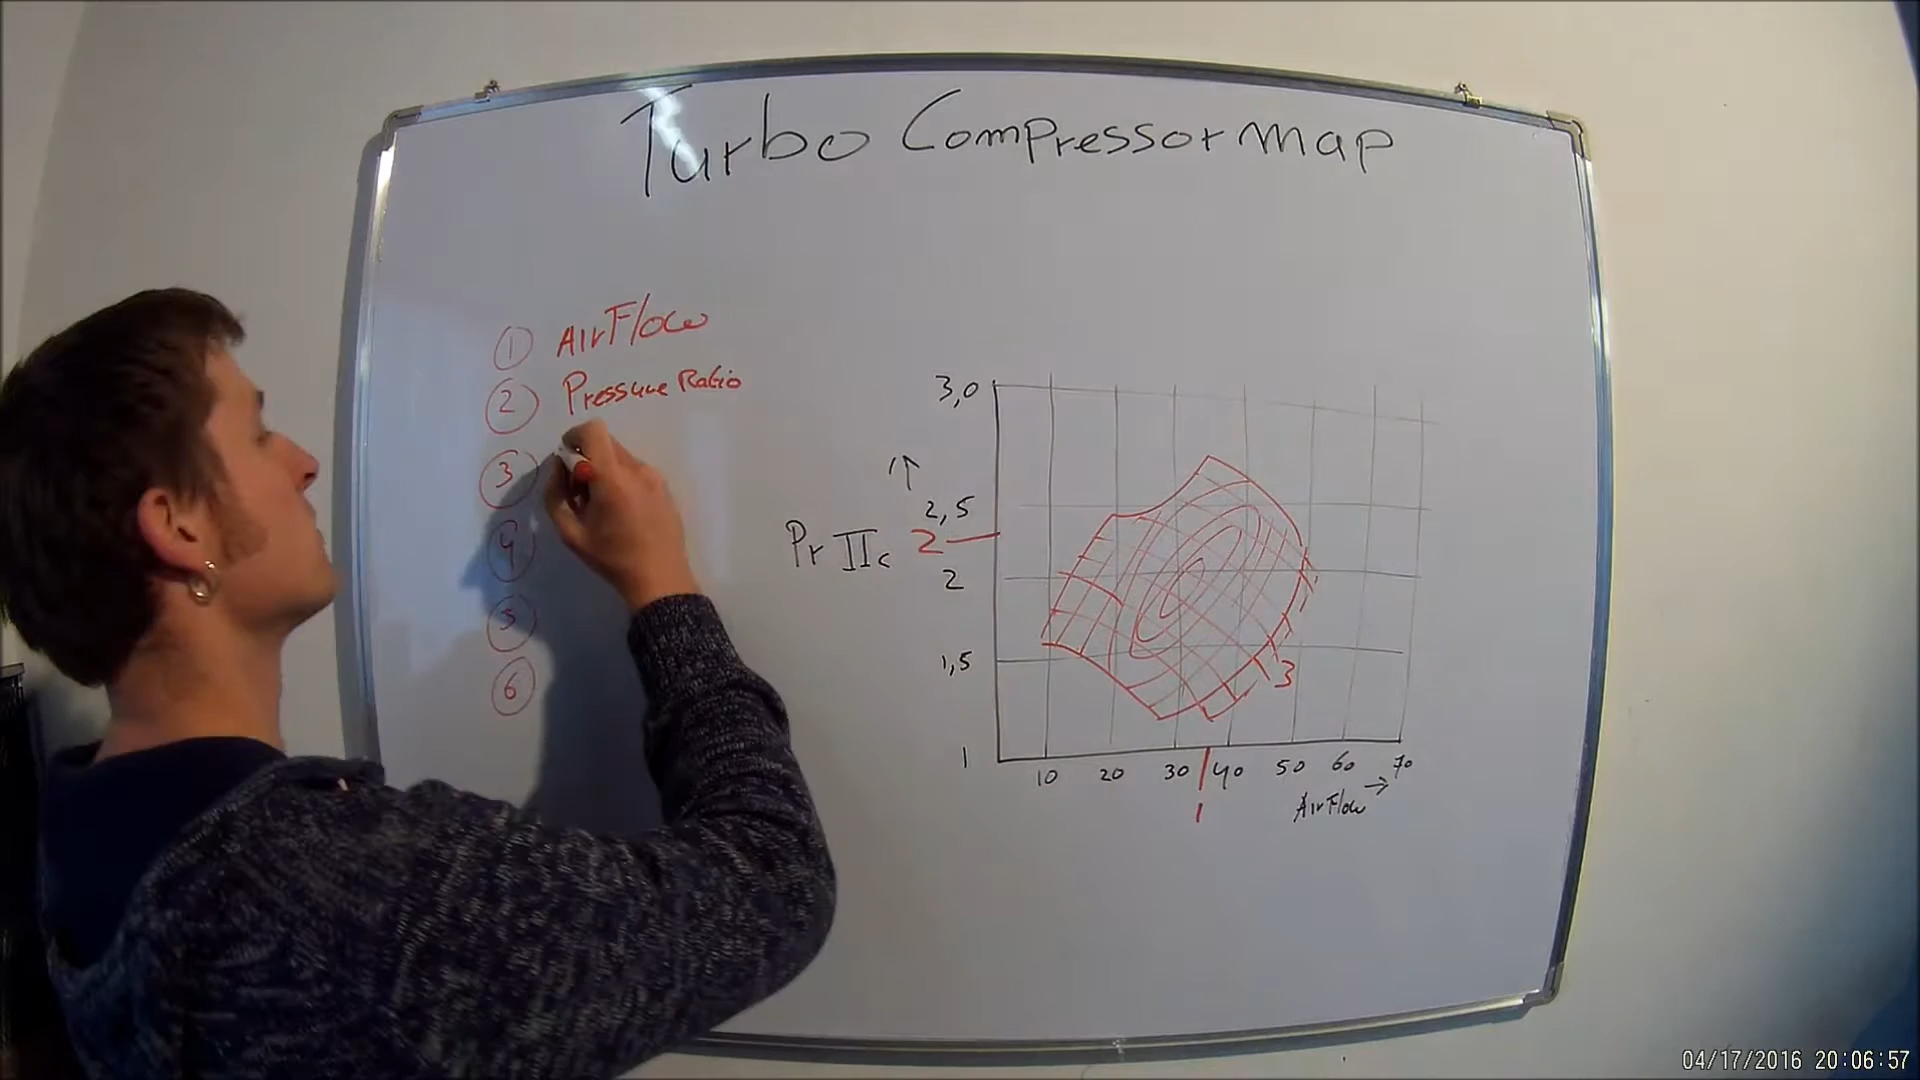 Turbo Compressor map
1 AirFlow
2 Pressure Ratio
3
4
5
6
3,0
2,5
Pr IIc 2
2
1,5
3
1
10 20 30 40 50 60 70
1
AirFlow
04/17/2016 20:06:57